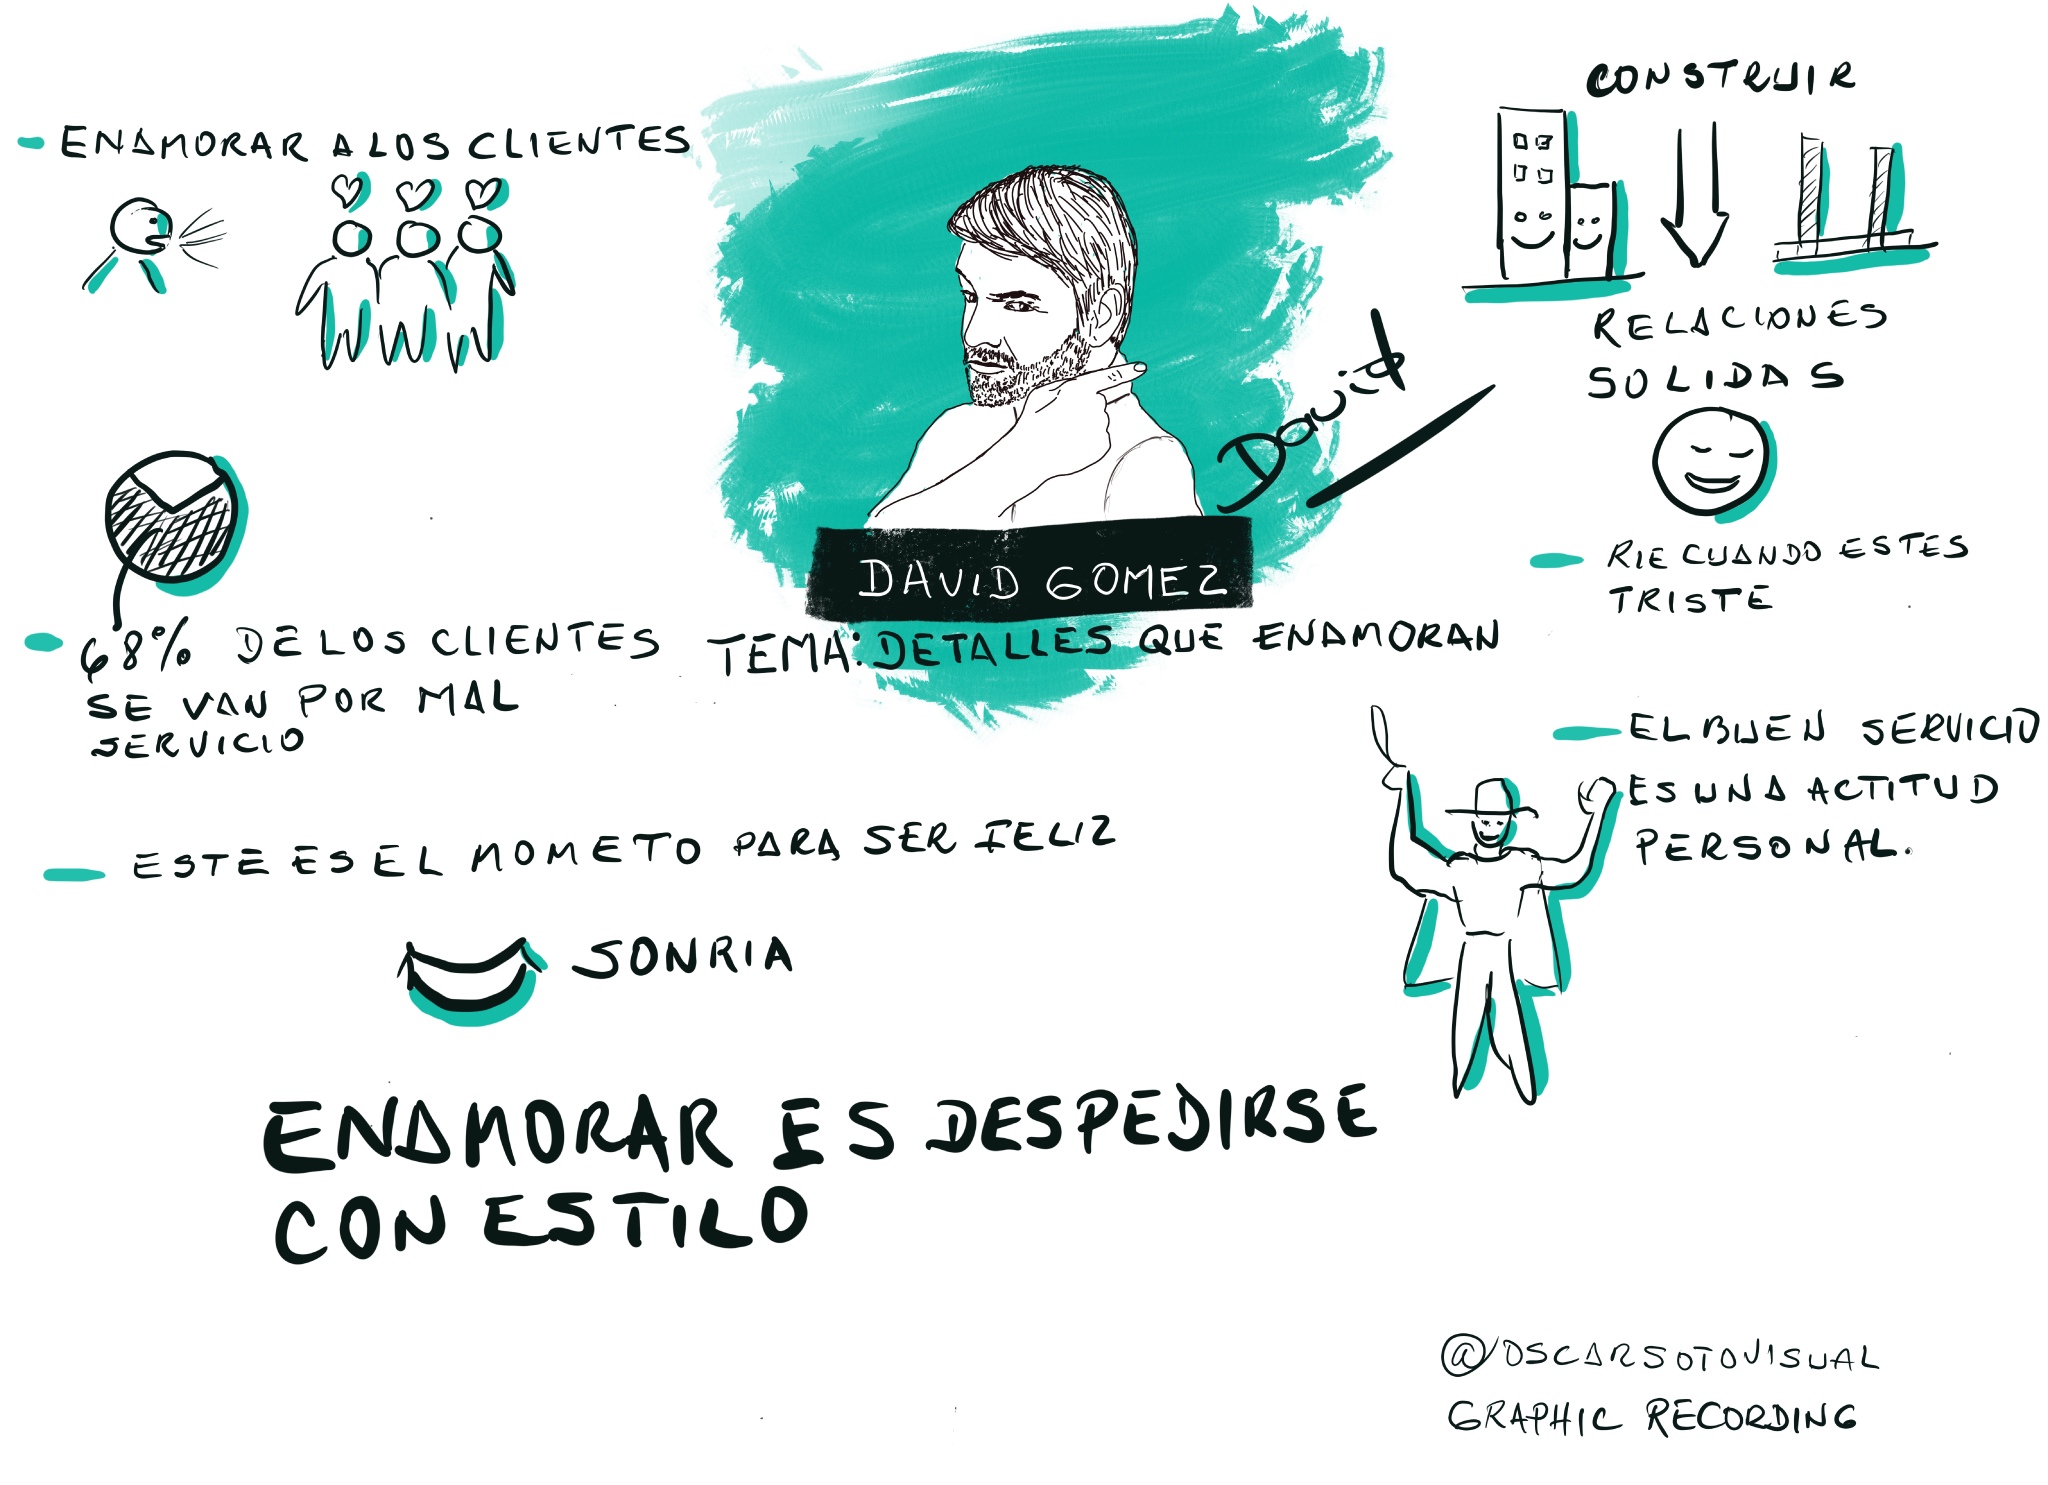 - ENAMORAR A LOS CLIENTES
- 68% DE LOS CLIENTES
SE VAN POR MAL
SERVICIO
David
DAVID GOMEZ
TEMA: DETALLES QUE ENAMORAN
CONSTRUIR
RELACIONES
SOLIDAS
- RIE CUANDO ESTES
TRISTE
- EL BUEN SERVICIO
ES UNA ACTITUD
PERSONAL.
- ESTE ES EL MOMETO PARA SER FELIZ
SONRIA
ENAMORAR ES DESPEDIRSE
CON ESTILO
@OSCARSOTOVISUAL
GRAPHIC RECORDING